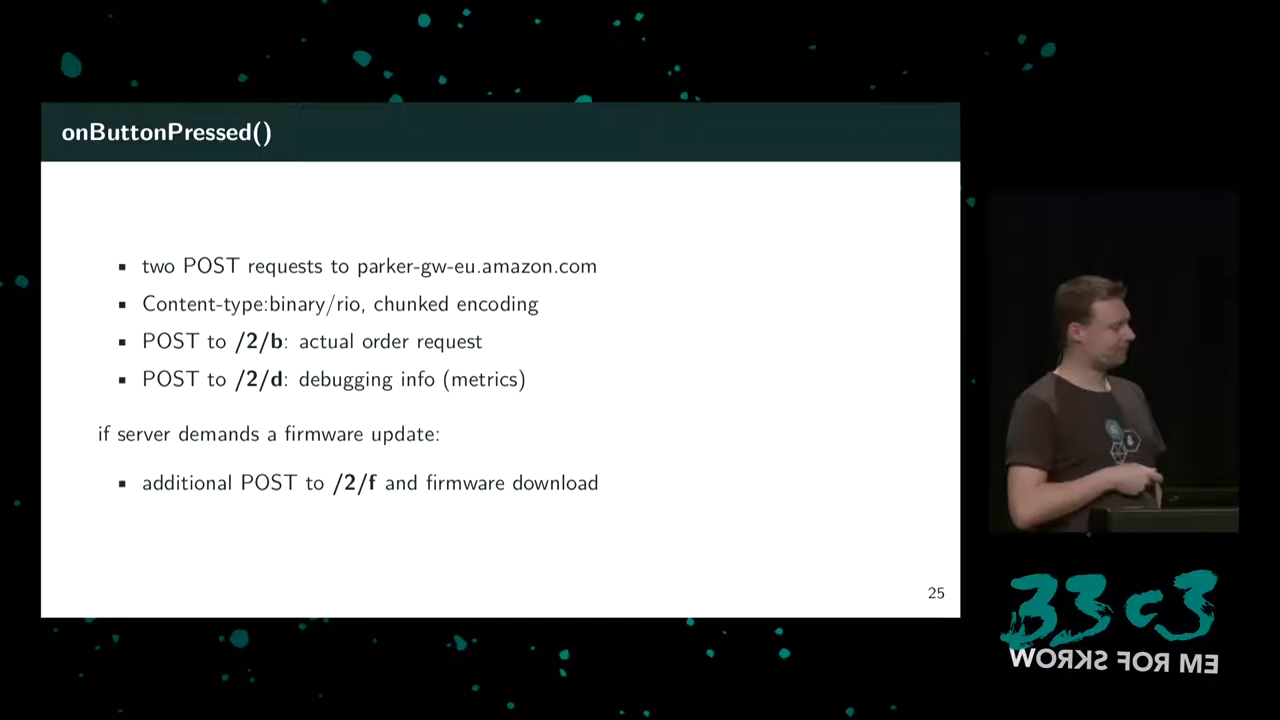 onButtonPressed()
▪ two POST requests to parker-gw-eu.amazon.com
▪ Content-type:binary/rio, chunked encoding
▪ POST to /2/b: actual order request
▪ POST to /2/d: debugging info (metrics)
if server demands a firmware update:
▪ additional POST to /2/f and firmware download
25
33c3
WORKS FOR ME